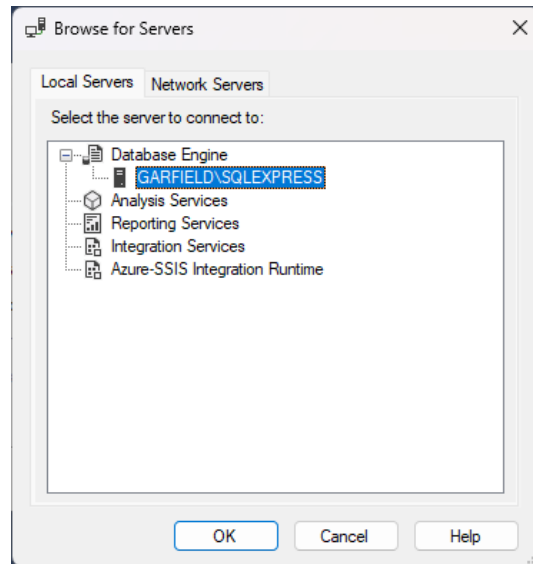 Browse for Servers
Local Servers Network Servers
Select the server to connect to:
Database Engine
GARFIELD\SQLEXPRESS
Analysis Services
Reporting Services
Integration Services
Azure-SSIS Integration Runtime
OK Cancel Help